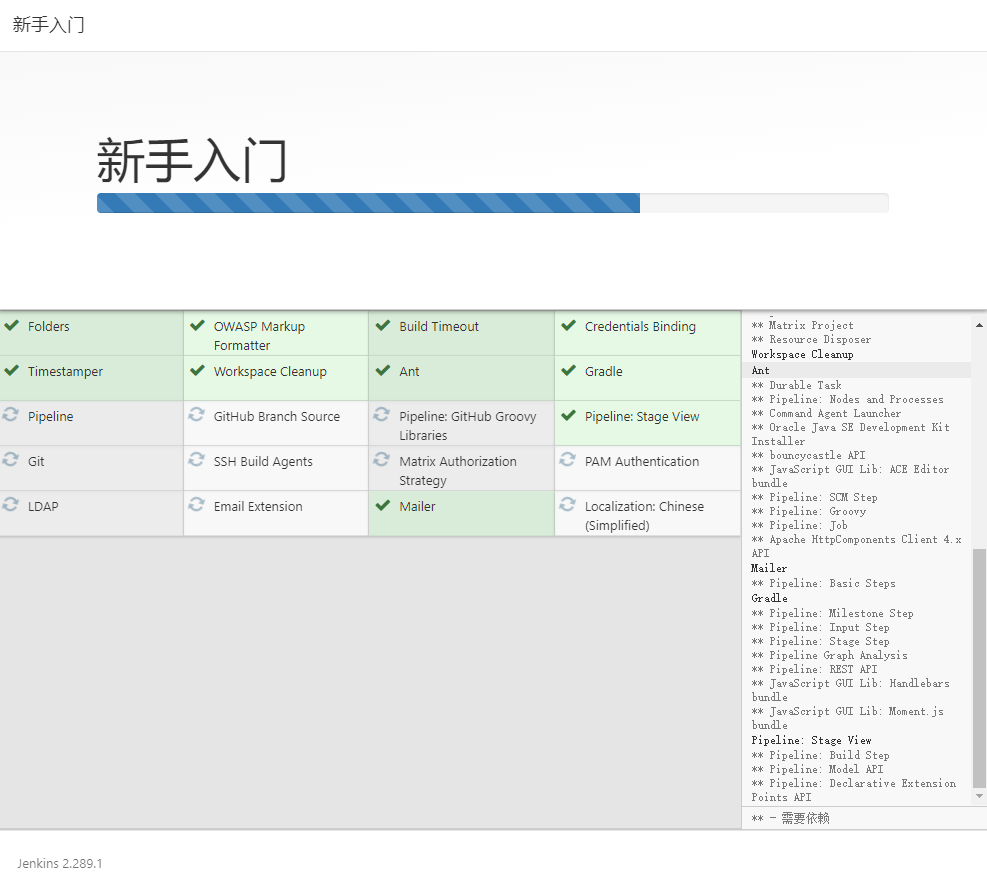 新手入门
新手入门
Folders
OWASP Markup
Formatter
Build Timeout
Credentials Binding
Timestamper
Workspace Cleanup
Ant
Gradle
Pipeline
GitHub Branch Source
Pipeline: GitHub Groovy
Libraries
Pipeline: Stage View
Git
SSH Build Agents
Matrix Authorization
Strategy
PAM Authentication
LDAP
Email Extension
Mailer
Localization: Chinese
(Simplified)
** Matrix Project
** Resource Disposer
Workspace Cleanup
Ant
** Durable Task
** Pipeline: Nodes and Processes
** Command Agent Launcher
** Oracle Java SE Development Kit
Installer
** bouncycastle API
** JavaScript GUI Lib: ACE Editor
bundle
** Pipeline: SCM Step
** Pipeline: Groovy
** Pipeline: Job
** Apache HttpComponents Client 4.x
API
Mailer
** Pipeline: Basic Steps
Gradle
** Pipeline: Milestone Step
** Pipeline: Input Step
** Pipeline: Stage Step
** Pipeline Graph Analysis
** Pipeline: REST API
** JavaScript GUI Lib: Handlebars
bundle
** JavaScript GUI Lib: Moment.js
bundle
Pipeline: Stage View
** Pipeline: Build Step
** Pipeline: Model API
** Pipeline: Declarative Extension
Points API
** - 需要依赖
Jenkins 2.289.1